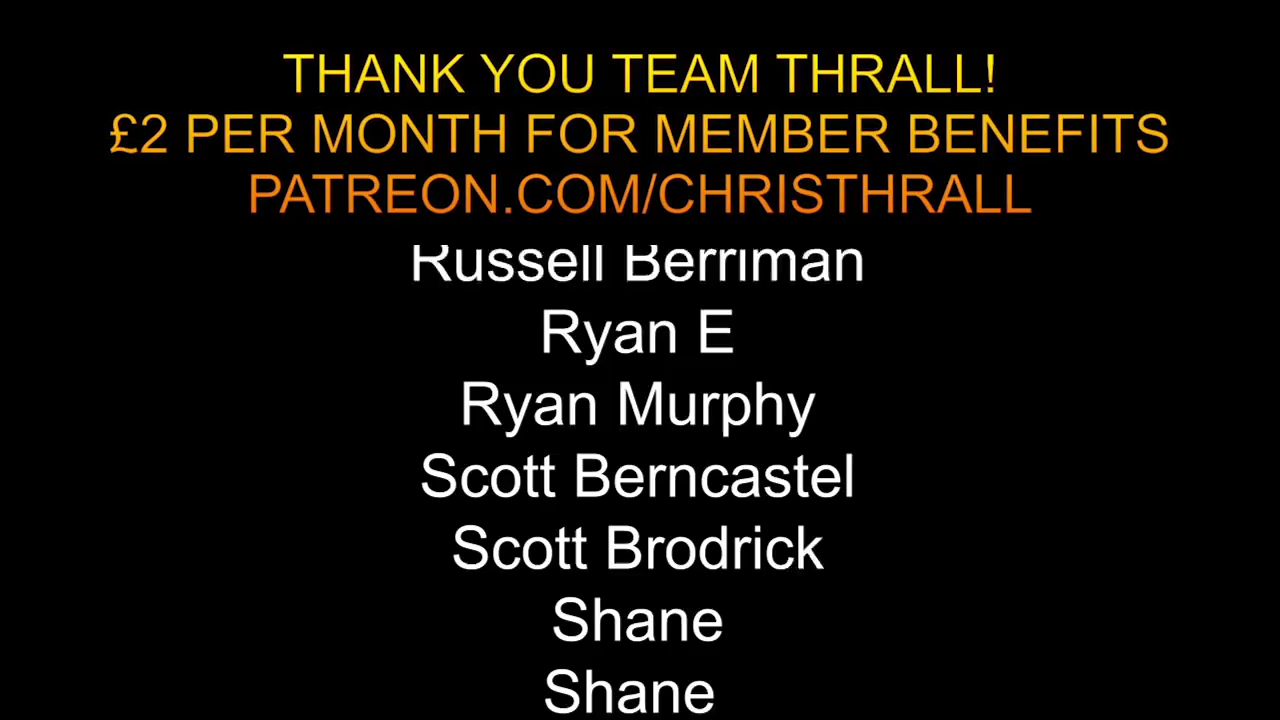 THANK YOU TEAM THRALL!
£2 PER MONTH FOR MEMBER BENEFITS
PATREON.COM/CHRISTHRALL
Russell Berriman
Ryan E
Ryan Murphy
Scott Berncastel
Scott Brodrick
Shane
Shane